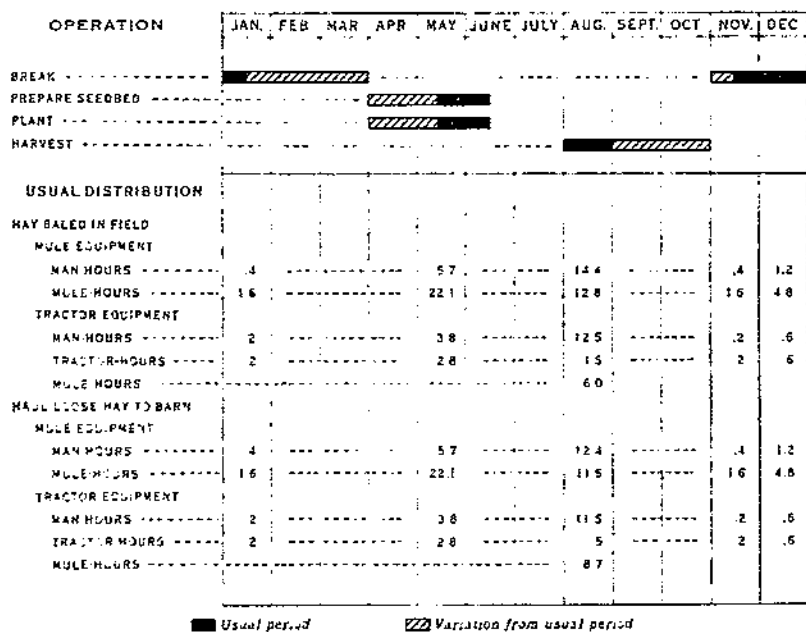 OPERATION JAN. FEB MAR APR MAY JUNE JULY AUG. SEPT. OCT NOV. DEC
BREAK
PREPARE SEEDBED
PLANT
HARVEST
USUAL DISTRIBUTION
HAY BALED IN FIELD
MULE EQUIPMENT
MAN HOURS .4 5.7 14.4 .4 1.2
MULE-HOURS 1.6 22.1 12.8 1.6 4.8
TRACTOR EQUIPMENT
MAN-HOURS 2 3.8 12.5 .2 .6
TRACTOR-HOURS 2 2.8 1.5 2 .6
MULE HOURS 6.0
HAUL LOOSE HAY TO BARN
MULE EQUIPMENT
MAN HOURS .4 5.7 12.4 .4 1.2
MULE-HOURS 1.6 22.1 11.5 1.6 4.8
TRACTOR EQUIPMENT
MAN HOURS 2 3.8 11.5 .2 .6
TRACTOR HOURS 2 2.8 5 2 .6
MULE-HOURS 8.7
Usual period Variation from usual period